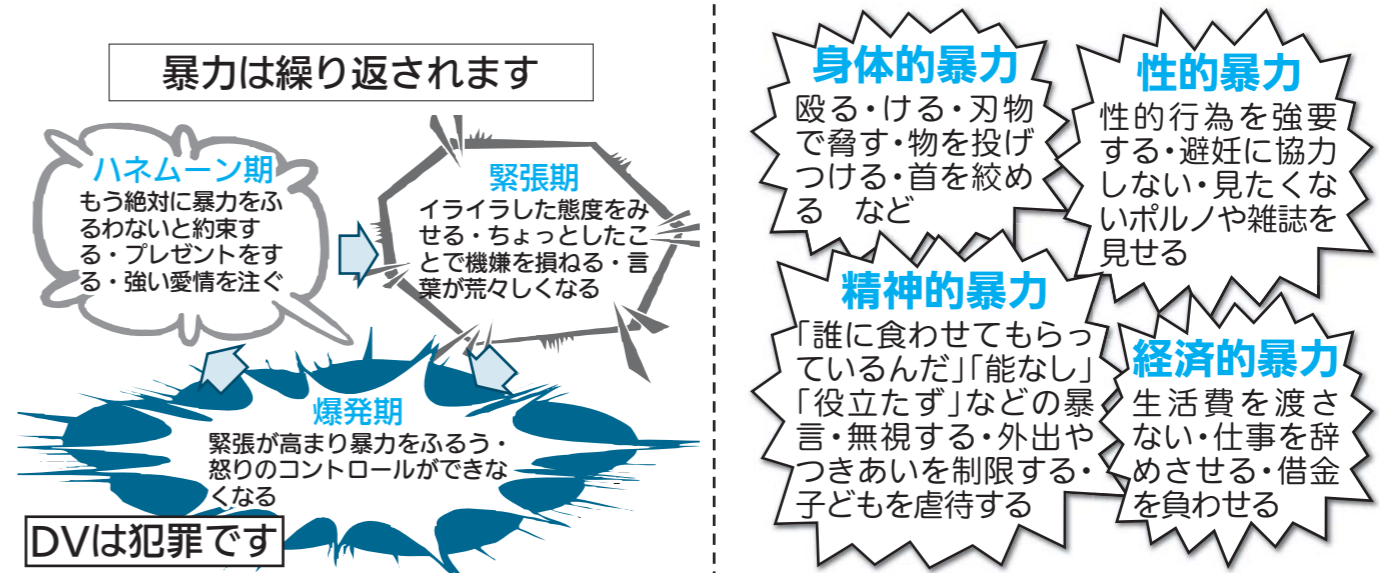 暴力は繰り返されます
ハネムーン期
もう絶対に暴力をふ
るわないと約束す
る・プレゼントをす
る・強い愛情を注ぐ
緊張期
イライラした態度をみ
せる・ちょっとしたこ
とで機嫌を損ねる・言
葉が荒々しくなる
爆発期
緊張が高まり暴力をふるう・
怒りのコントロールができな
くなる
DVは犯罪です
身体的暴力
殴る・ける・刃物
で脅す・物を投げ
つける・首を絞め
る　など
性的暴力
性的行為を強要
する・避妊に協力
しない・見たくな
いポルノや雑誌を
見せる
精神的暴力
「誰に食わせてもらっ
ているんだ」「能なし」
「役立たず」などの暴
言・無視する・外出や
つきあいを制限する・
子どもを虐待する
経済的暴力
生活費を渡さ
ない・仕事を辞
めさせる・借金
を負わせる